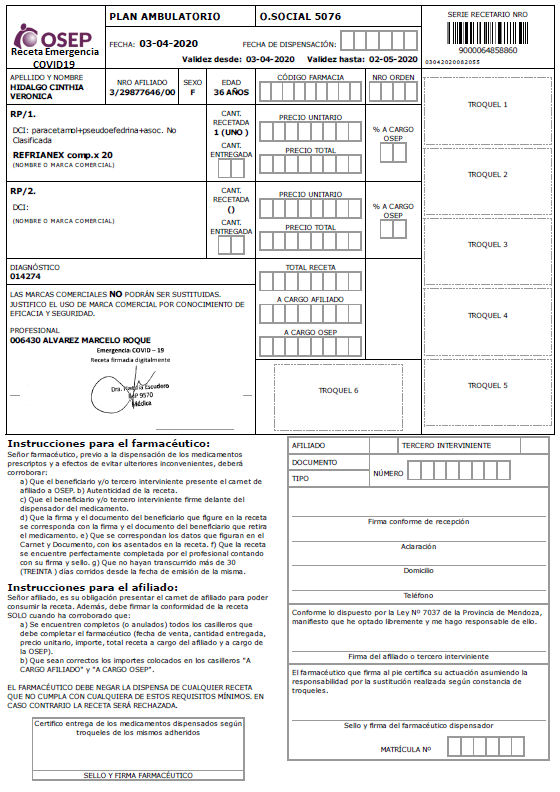 OSEP
Receta Emergencia
COVID19
PLAN AMBULATORIO
O.SOCIAL 5076
FECHA: 03-04-2020
FECHA DE DISPENSACIÓN:
Validez desde: 03-04-2020 Validez hasta: 02-05-2020
SERIE RECETARIO NRO
9000064858860
03042020082055
APELLIDO Y NOMBRE
HIDALGO CINTHIA
VERONICA
NRO AFILIADO
3/29877646/00
SEXO
F
EDAD
36 AÑOS
CÓDIGO FARMACIA
NRO ORDEN
RP/1.
DCI: paracetamol+pseudoefedrina+asoc. No
Clasificada
REFRIANEX comp.x 20
(NOMBRE O MARCA COMERCIAL)
CANT.
RECETADA
1 (UNO )
CANT.
ENTREGADA
PRECIO UNITARIO
PRECIO TOTAL
% A CARGO
OSEP
RP/2.
DCI:
(NOMBRE O MARCA COMERCIAL)
CANT.
RECETADA
()
CANT.
ENTREGADA
PRECIO UNITARIO
PRECIO TOTAL
% A CARGO
OSEP
DIAGNÓSTICO
014274
LAS MARCAS COMERCIALES NO PODRÁN SER SUSTITUIDAS.
JUSTIFICO EL USO DE MARCA COMERCIAL POR CONOCIMIENTO DE
EFICACIA Y SEGURIDAD.
PROFESIONAL
006430 ALVAREZ MARCELO ROQUE
Emergencia COVID – 19
Receta firmada digitalmente
Dra. Escudero
MP 9570
Médica
TOTAL RECETA
A CARGO AFILIADO
A CARGO OSEP
TROQUEL 1
TROQUEL 2
TROQUEL 3
TROQUEL 4
TROQUEL 5
TROQUEL 6
Instrucciones para el farmacéutico:
Señor farmacéutico, previo a la dispensación de los medicamentos
prescriptos y a efectos de evitar ulteriores inconvenientes, deberá
corroborar:
a) Que el beneficiario y/o tercero interviniente presente el carnet de
afiliado a OSEP. b) Autenticidad de la receta.
c) Que el beneficiario y/o tercero interviniente firme delante del
dispensador del medicamento.
d) Que la firma y el documento del beneficiario que figure en la receta
se corresponda con la firma y el documento del beneficiario que retira
el medicamento. e) Que se correspondan los datos que figuran en el
Carnet y Documento, con los asentados en la receta. f) Que la receta
se encuentre perfectamente completada por el profesional contando
con su firma y sello. g) Que no hayan transcurrido más de 30
(TREINTA ) días corridos desde la fecha de emisión de la misma.
Instrucciones para el afiliado:
Señor afiliado, es su obligación presentar el carnet de afiliado para poder
consumir la receta. Además, debe firmar la conformidad de la receta
SOLO cuando ha corroborado que:
a) Se encuentren completos (o anulados) todos los casilleros que
debe completar el farmacéutico (fecha de venta, cantidad entregada,
precio unitario, importe, total receta a cargo del afiliado y a cargo de
la OSEP).
b) Que sean correctos los importes colocados en los casilleros "A
CARGO AFILIADO" y "A CARGO OSEP".
EL FARMACÉUTICO DEBE NEGAR LA DISPENSA DE CUALQUIER RECETA
QUE NO CUMPLA CON CUALQUIERA DE ESTOS REQUISITOS MÍNIMOS. EN
CASO CONTRARIO LA RECETA SERÁ RECHAZADA.
Certifico entrega de los medicamentos dispensados según
troqueles de los mismos adheridos
SELLO Y FIRMA FARMACÉUTICO
AFILIADO
TERCERO INTERVINIENTE
DOCUMENTO
TIPO
NÚMERO
Firma conforme de recepción
Aclaración
Domicilio
Teléfono
Conforme lo dispuesto por la Ley Nº 7037 de la Provincia de Mendoza,
manifiesto que he optado libremente y me hago responsable de ello.
Firma del afiliado o tercero interviniente
El farmacéutico que firma al pie certifica su actuación asumiendo la
responsabilidad por la sustitución realizada según constancia de
troqueles.
Sello y firma del farmacéutico dispensador
MATRÍCULA Nº